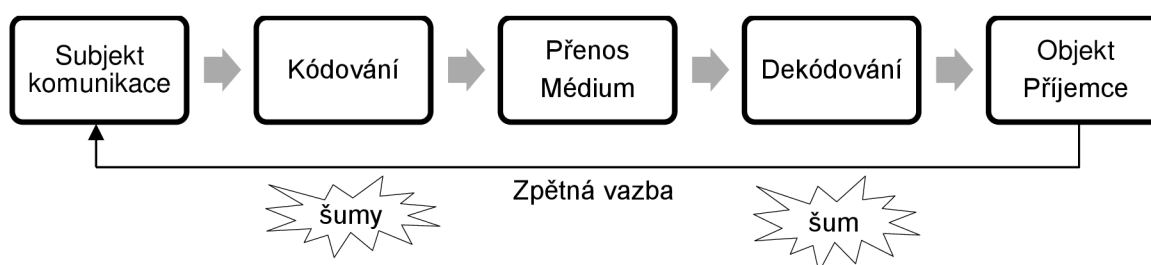 Subjekt
komunikace
Kódování
Přenos
Médium
Dekódování
Objekt
Příjemce
Zpětná vazba
šumy
šum